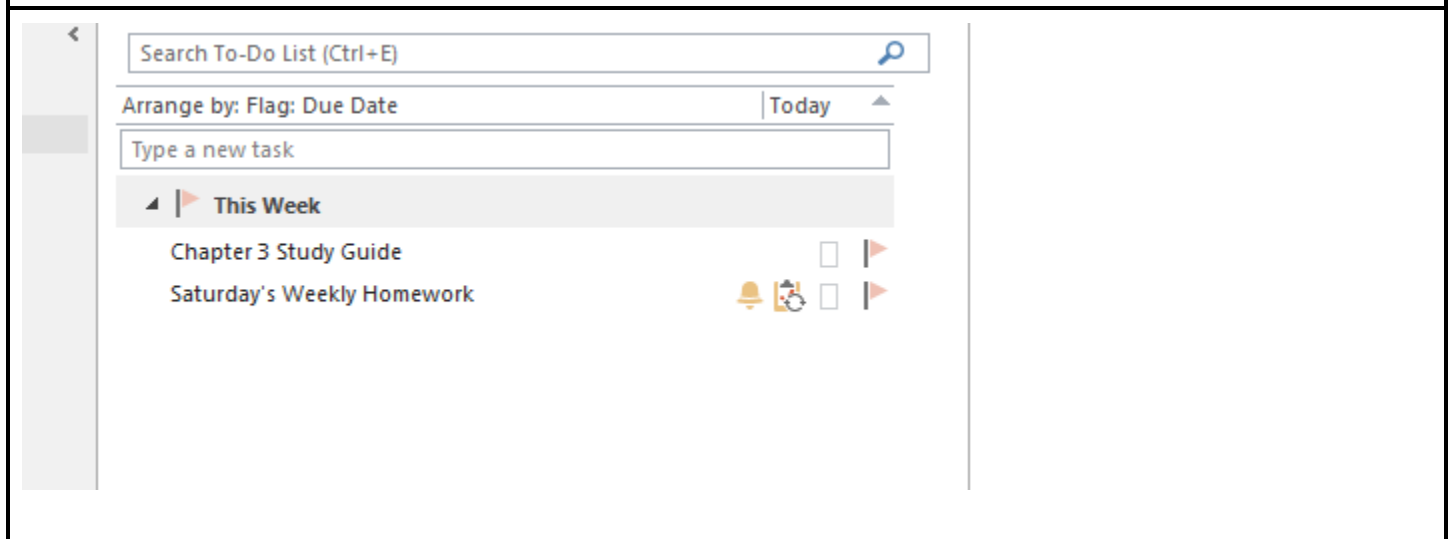 Search To-Do List (Ctrl+E)
Arrange by: Flag: Due Date Today
Type a new task
This Week
Chapter 3 Study Guide
Saturday's Weekly Homework